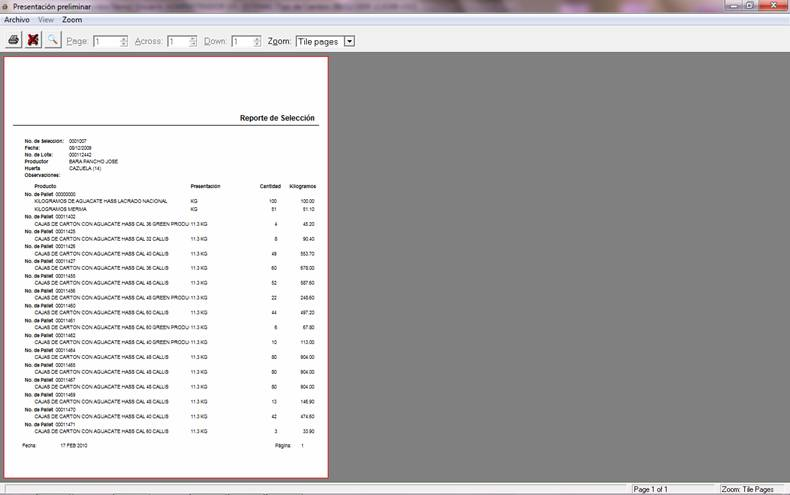 Presentación preliminar
Archivo View Zoom
Page: 1 Across: 1 Down: 1 Zoom: Tile pages
Reporte de Selección
No. de Selección: 0001007
Fecha: 09/12/2009
No. de Lote: 000112442
Productor BARA PANCHO JOSE
Huerta CAZUELA (14)
Observaciones:
Producto Presentación Cantidad Kilogramos
No. de Pallet 00000000
KILOGRAMOS DE AGUACATE HASS LACRADO NACIONAL KG 100 100.00
KILOGRAMOS MERMA KG 51 51.10
No. de Pallet 00011402
CAJAS DE CARTON CON AGUACATE HASS CAL 36 GREEN PRODU 11.3 KG 4 45.20
No. de Pallet 00011425
CAJAS DE CARTON CON AGUACATE HASS CAL 32 CALLIS 11.3 KG 8 90.40
No. de Pallet 00011426
CAJAS DE CARTON CON AGUACATE HASS CAL 40 CALLIS 11.3 KG 49 553.70
No. de Pallet 00011427
CAJAS DE CARTON CON AGUACATE HASS CAL 36 CALLIS 11.3 KG 60 678.00
No. de Pallet 00011455
CAJAS DE CARTON CON AGUACATE HASS CAL 48 CALLIS 11.3 KG 52 587.60
No. de Pallet 00011456
CAJAS DE CARTON CON AGUACATE HASS CAL 48 GREEN PRODU 11.3 KG 22 248.60
No. de Pallet 00011460
CAJAS DE CARTON CON AGUACATE HASS CAL 60 CALLIS 11.3 KG 44 497.20
No. de Pallet 00011461
CAJAS DE CARTON CON AGUACATE HASS CAL 60 GREEN PRODU 11.3 KG 6 67.80
No. de Pallet 00011462
CAJAS DE CARTON CON AGUACATE HASS CAL 40 GREEN PRODU 11.3 KG 10 113.00
No. de Pallet 00011464
CAJAS DE CARTON CON AGUACATE HASS CAL 48 CALLIS 11.3 KG 80 904.00
No. de Pallet 00011465
CAJAS DE CARTON CON AGUACATE HASS CAL 48 CALLIS 11.3 KG 80 904.00
No. de Pallet 00011467
CAJAS DE CARTON CON AGUACATE HASS CAL 48 CALLIS 11.3 KG 80 904.00
No. de Pallet 00011469
CAJAS DE CARTON CON AGUACATE HASS CAL 48 CALLIS 11.3 KG 13 146.90
No. de Pallet 00011470
CAJAS DE CARTON CON AGUACATE HASS CAL 40 CALLIS 11.3 KG 42 474.60
No. de Pallet 00011471
CAJAS DE CARTON CON AGUACATE HASS CAL 60 CALLIS 11.3 KG 3 33.90
Fecha: 17 FEB 2010 Página: 1
Page 1 of 1 Zoom: Tile Pages